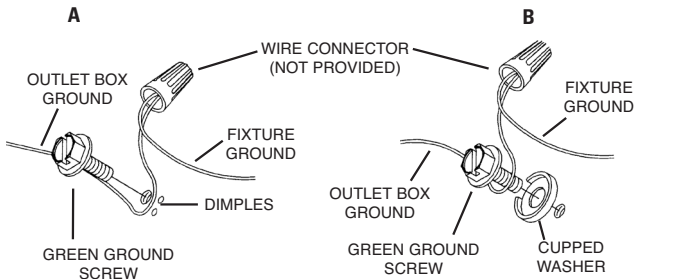 A
B
WIRE CONNECTOR
(NOT PROVIDED)
OUTLET BOX
GROUND
FIXTURE
GROUND
DIMPLES
GREEN GROUND
SCREW
FIXTURE
GROUND
OUTLET BOX
GROUND
GREEN GROUND
SCREW
CUPPED
WASHER